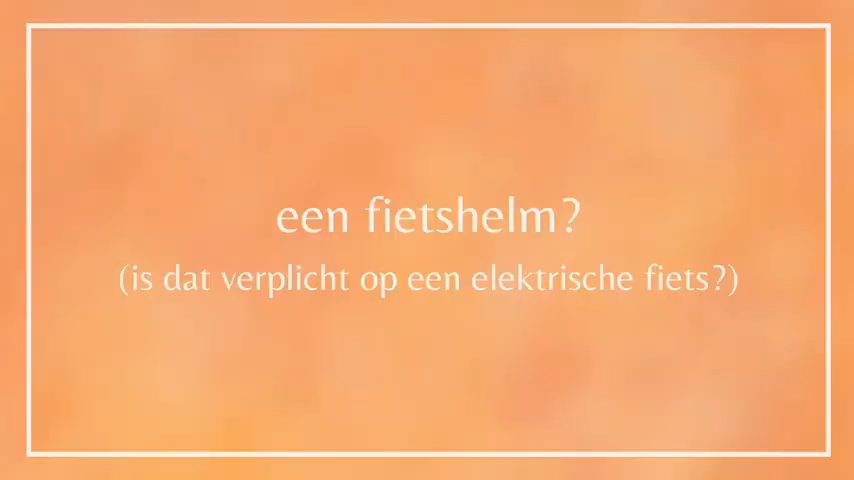 een fietshelm?
(is dat verplicht op een elektrische fiets?)